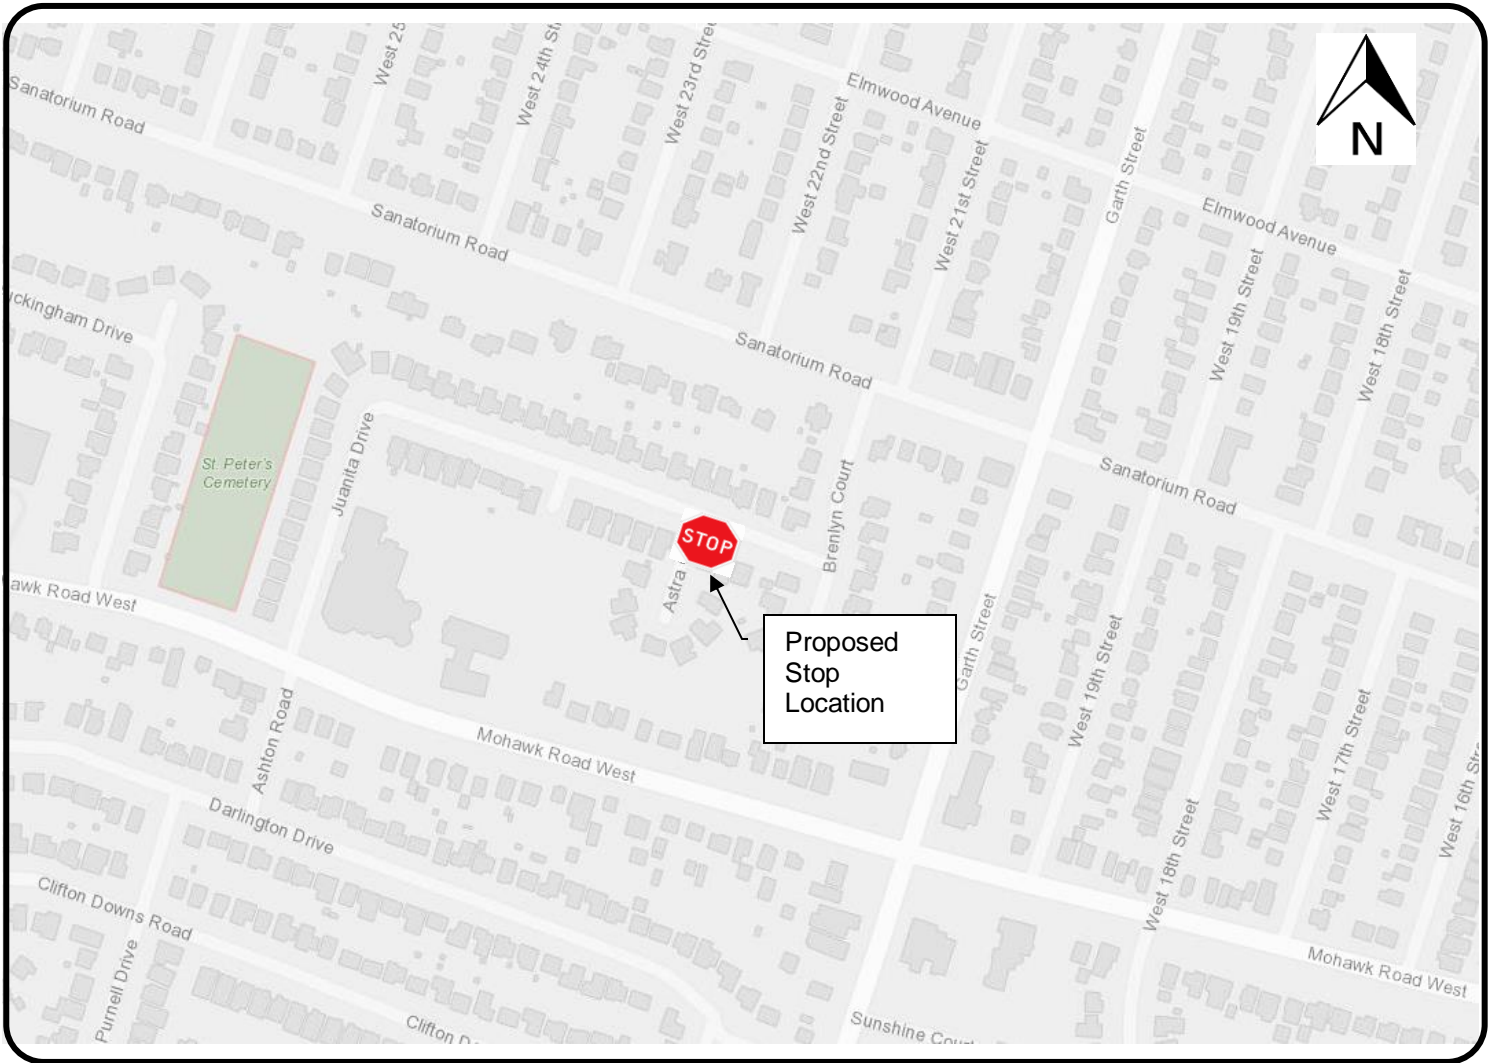 West 25
West 24th Str
West 23rd Stree
Elmwood Avenue
Sanatorium Road
West 22nd Street
Garth Street
N
West 21st Street
Elmwood Avenue
Sanatorium Road
West 19th Street
West 18th Street
uckingham Drive
Sanatorium Road
St. Peter's
Cemetery
Juanita Drive
Brenlyn Court
Sanatorium Road
STOP
Astra
awk Road West
Proposed
Stop
Location
Garth Street
West 19th Street
Ashton Road
Mohawk Road West
West 17th Street
West 16th Stre
Darlington Drive
West 18th Street
Clifton Downs Road
Purnell Drive
Mohawk Road West
Clifton D
Sunshine Court